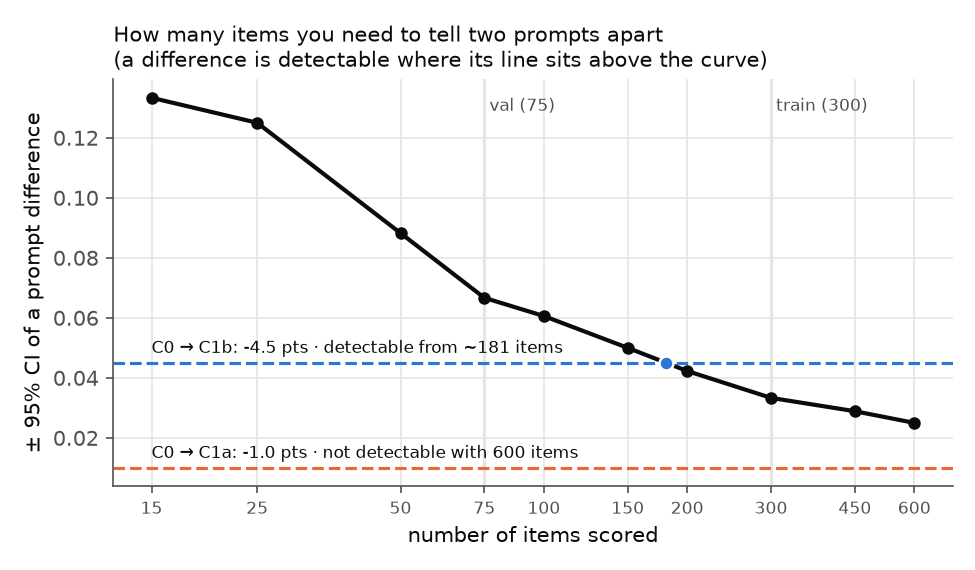 How many items you need to tell two prompts apart
(a difference is detectable where its line sits above the curve)
val (75)
train (300)
± 95% CI of a prompt difference
0.12
0.10
0.08
0.06
0.04
0.02
C0 → C1b: -4.5 pts · detectable from ~181 items
C0 → C1a: -1.0 pts · not detectable with 600 items
15 25 50 75 100 150 200 300 450 600
number of items scored